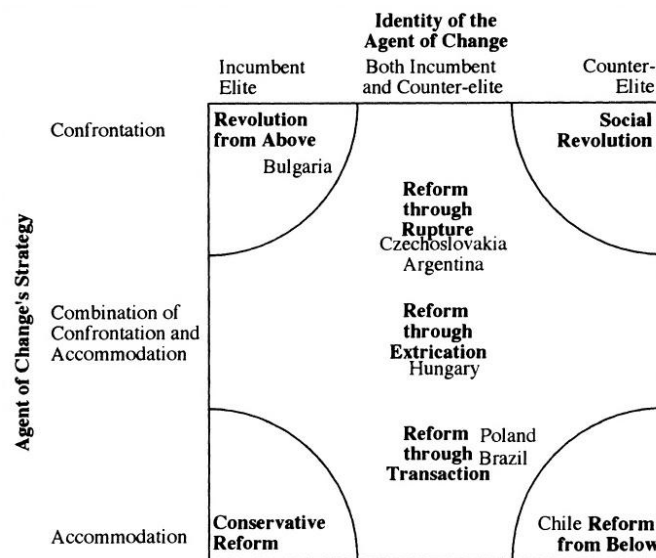 Identity of the
Agent of Change
Incumbent
Elite
Both Incumbent
and Counter-elite
Counter-
Elite
Agent of Change's Strategy
Confrontation
Revolution
from Above
Bulgaria
Social
Revolution
Reform
through
Rupture
Czechoslovakia
Argentina
Combination of
Confrontation and
Accommodation
Reform
through
Extrication
Hungary
Reform
through
Transaction
Poland
Brazil
Accommodation
Conservative
Reform
Chile Reform
from Below